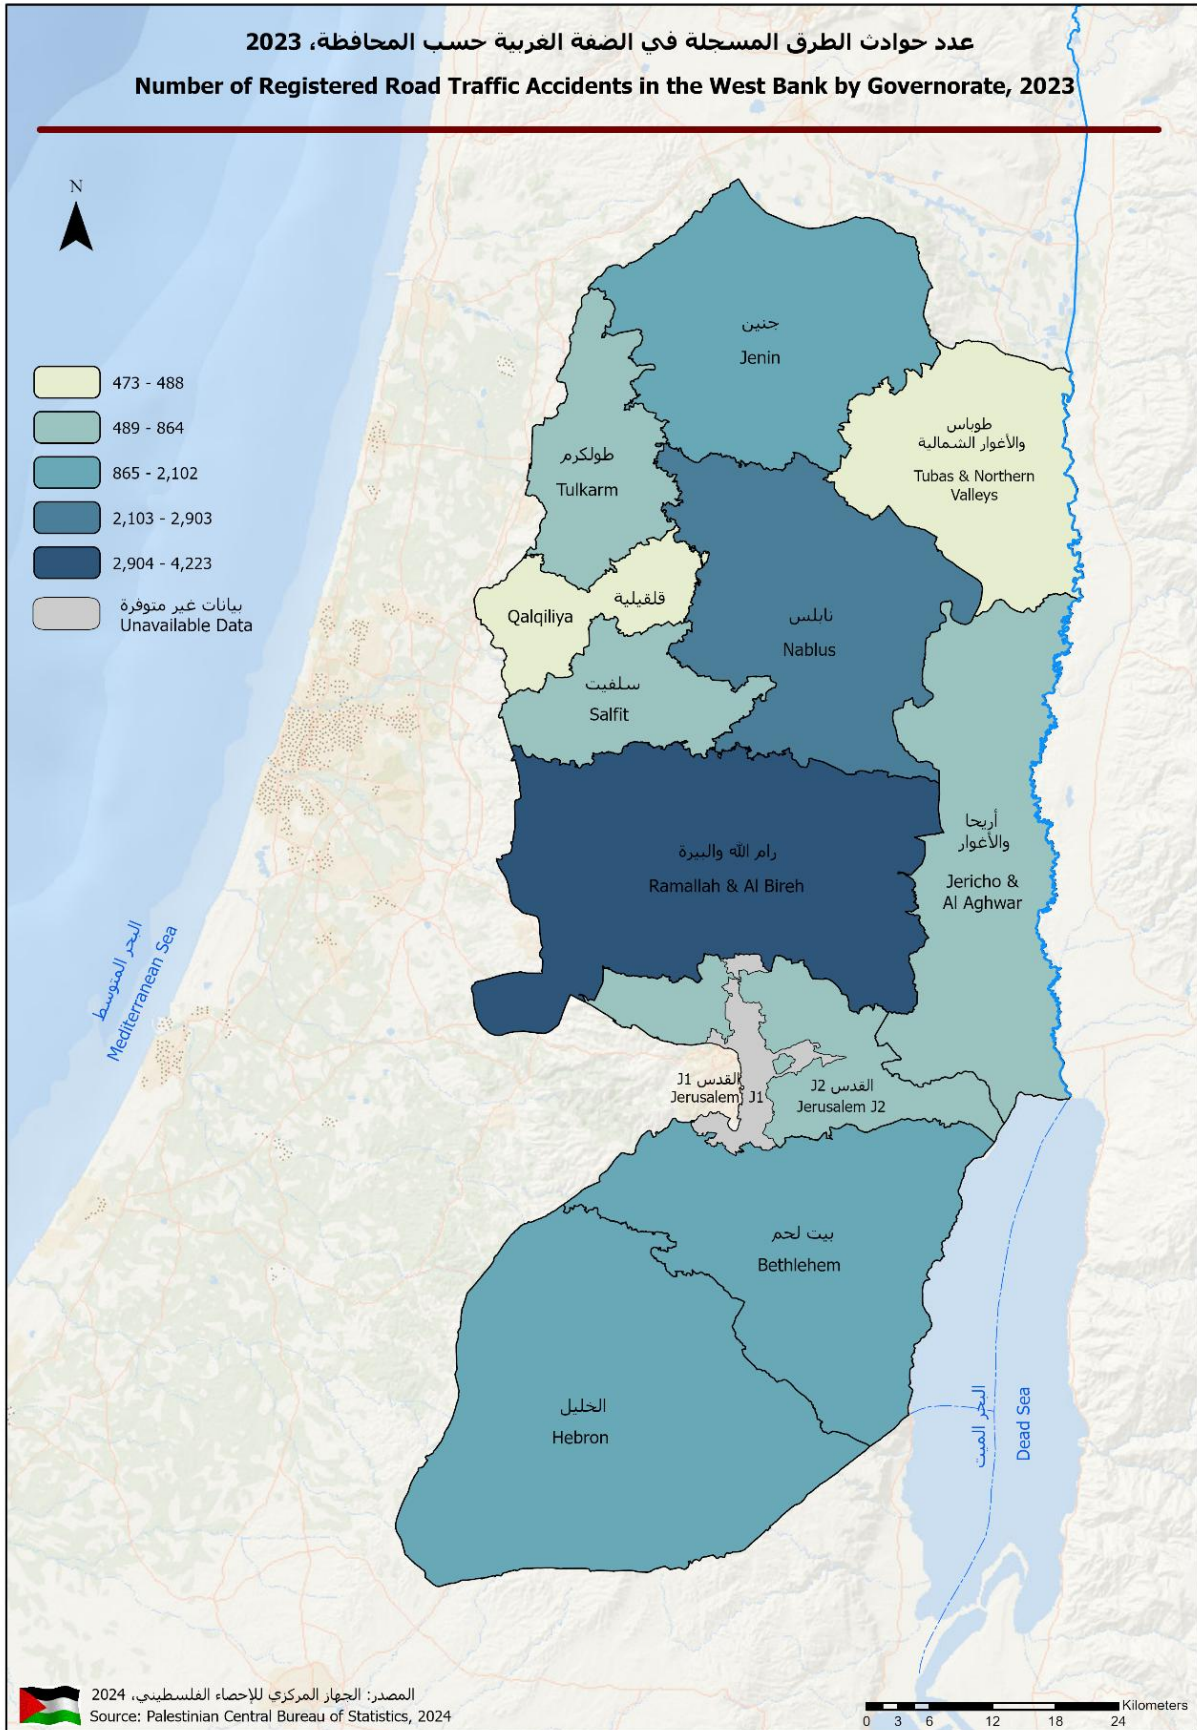 عدد حوادث الطرق المسجلة في الضفة الغربية حسب المحافظة، 2023
Number of Registered Road Traffic Accidents in the West Bank by Governorate, 2023
N
473 - 488
489 - 864
865 - 2,102
2,103 - 2,903
2,904 - 4,223
بيانات غير متوفرة
Unavailable Data
جنين
Jenin
طوباس
والأغوار الشمالية
Tubas & Northern
Valleys
طولكرم
Tulkarm
قلقيلية
Qalqiliya
نابلس
Nablus
سلفيت
Salfit
أريحا
والأغوار
Jericho &
Al Aghwar
رام الله والبيرة
Ramallah & Al Bireh
البحر المتوسط
Mediterranean Sea
القدس J1
Jerusalem J1
القدس J2
Jerusalem J2
بيت لحم
Bethlehem
الخليل
Hebron
البحر الميت
Dead Sea
المصدر: الجهاز المركزي للإحصاء الفلسطيني، 2024
Source: Palestinian Central Bureau of Statistics, 2024
Kilometers
0 3 6 12 18 24